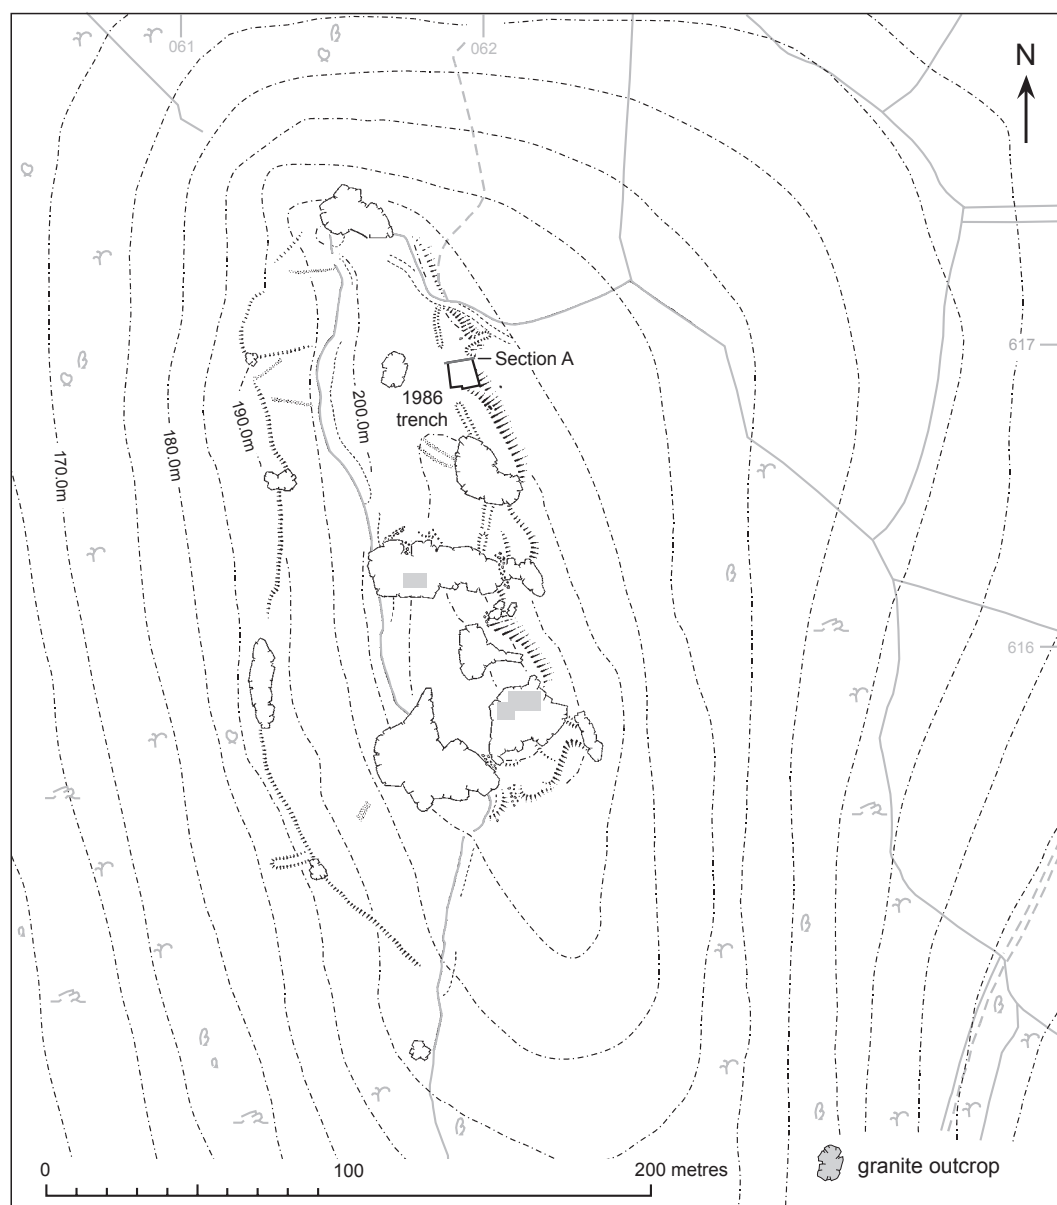 061
062
N
617
Section A
1986
trench
200.0m
190.0m
180.0m
170.0m
616
0
100
200 metres
granite outcrop